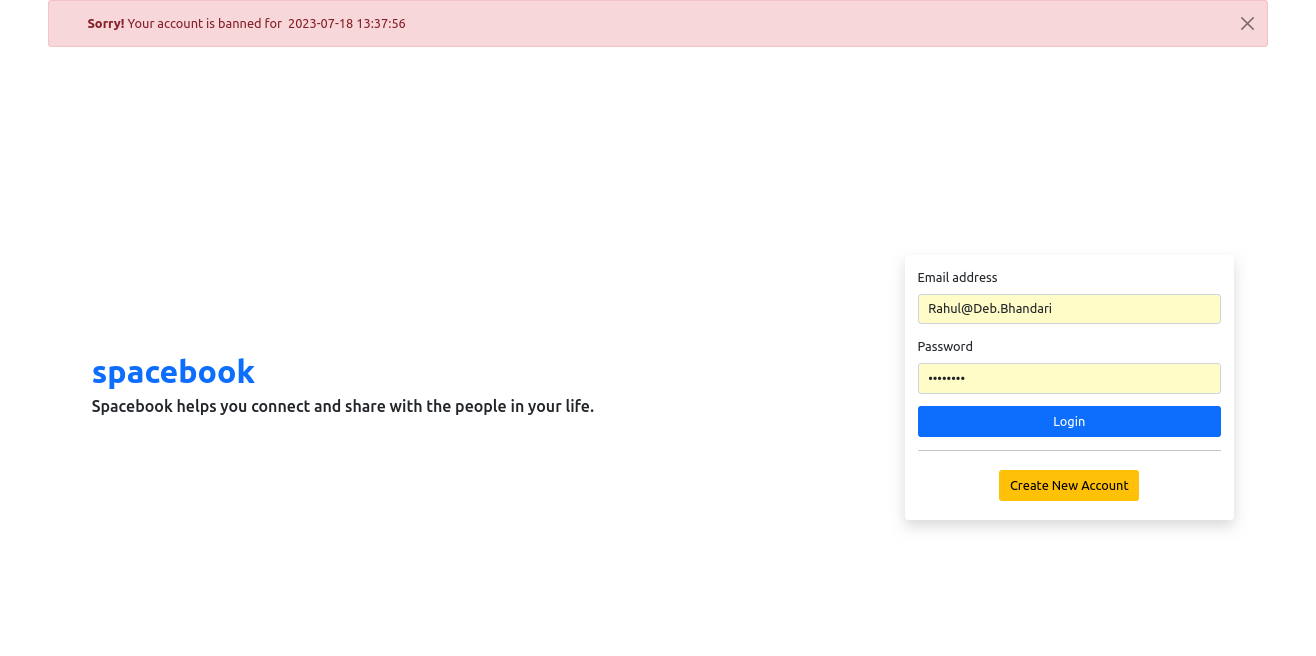 Sorry! Your account is banned for 2023-07-18 13:37:56
spacebook
Spacebook helps you connect and share with the people in your life.
Email address
Rahul@Deb.Bhandari
Password
••••••••
Login
Create New Account